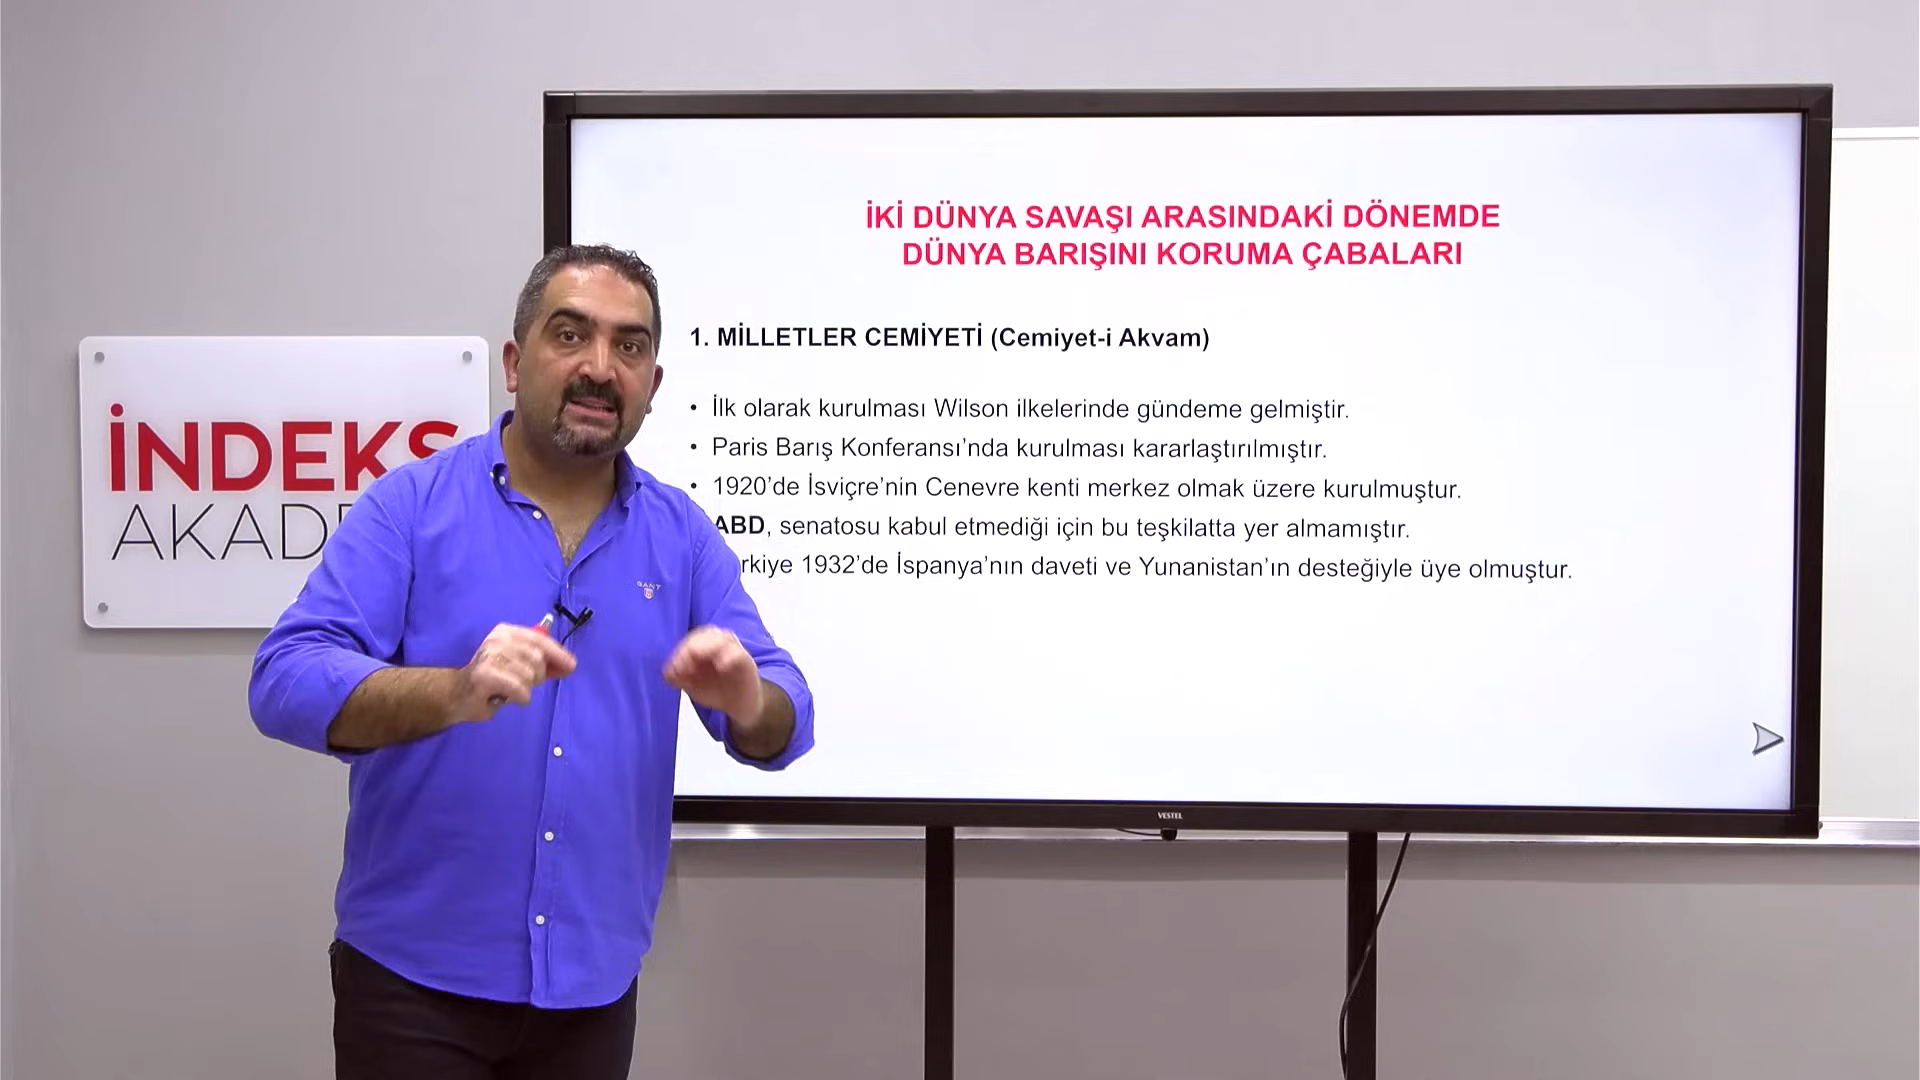 İKİ DÜNYA SAVAŞI ARASINDAKİ DÖNEMDE
DÜNYA BARIŞINI KORUMA ÇABALARI
1. MİLLETLER CEMİYETİ (Cemiyet-i Akvam)
• İlk olarak kurulması Wilson ilkelerinde gündeme gelmiştir.
• Paris Barış Konferansı’nda kurulması kararlaştırılmıştır.
• 1920’de İsviçre’nin Cenevre kenti merkez olmak üzere kurulmuştur.
ABD, senatosu kabul etmediği için bu teşkilatta yer almamıştır.
rkiye 1932’de İspanya’nın daveti ve Yunanistan’ın desteğiyle üye olmuştur.
İNDEKS
AKAD
GANT
VESTEL